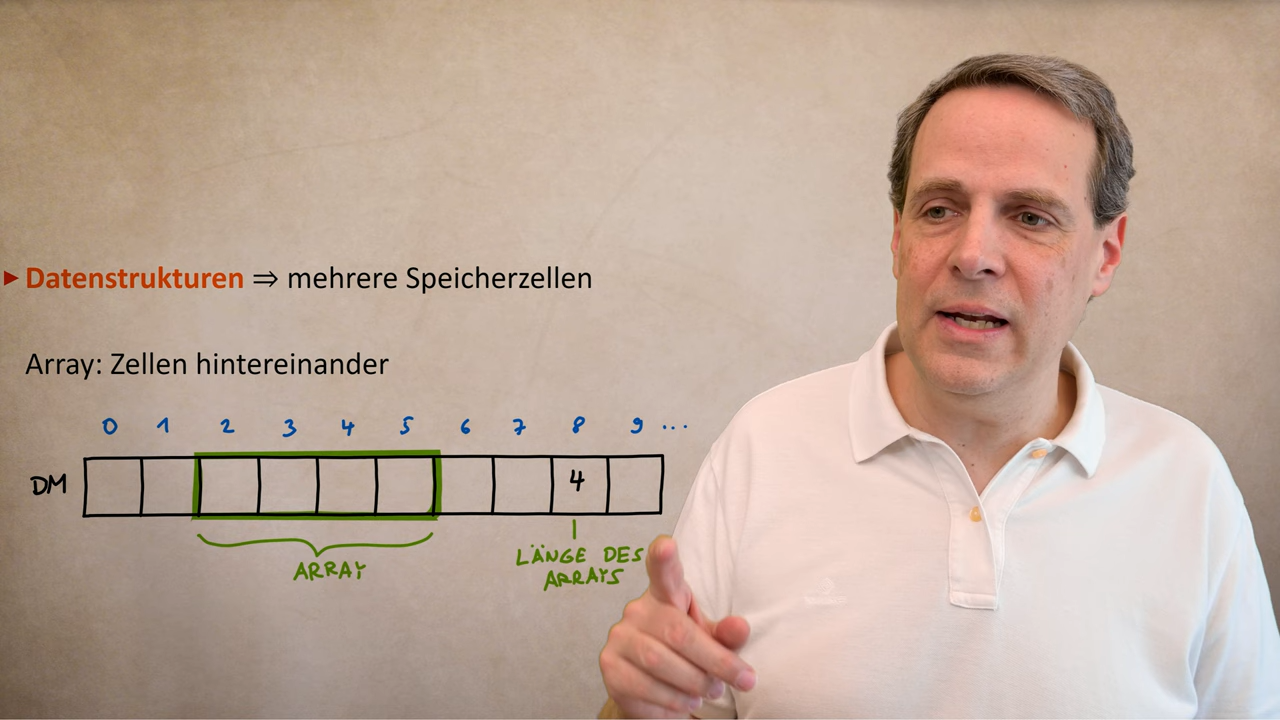 ▸ Datenstrukturen ⇒ mehrere Speicherzellen
Array: Zellen hintereinander
0 1 2 3 4 5 6 7 8 9 ...
DM 4
ARRAY
LÄNGE DES
ARRAYS